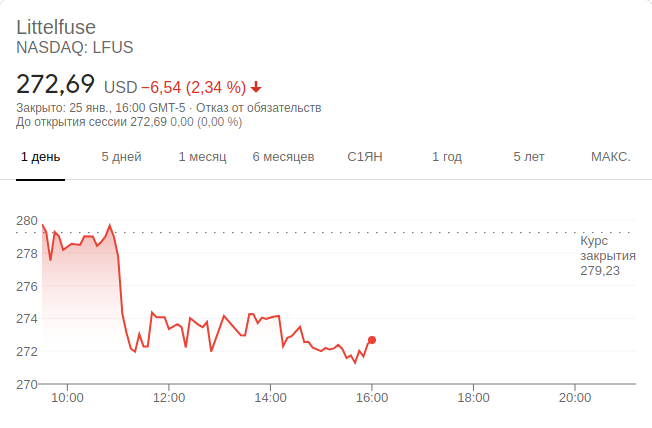 Littelfuse
NASDAQ: LFUS
272,69 USD −6,54 (2,34 %)
Закрыто: 25 янв., 16:00 GMT-5 · Отказ от обязательств
До открытия сессии 272,69 0,00 (0,00 %)
1 день 5 дней 1 месяц 6 месяцев С1ЯН 1 год 5 лет МАКС.
280
Курс
закрытия
279,23
278
276
274
272
270
10:00 12:00 14:00 16:00 18:00 20:00